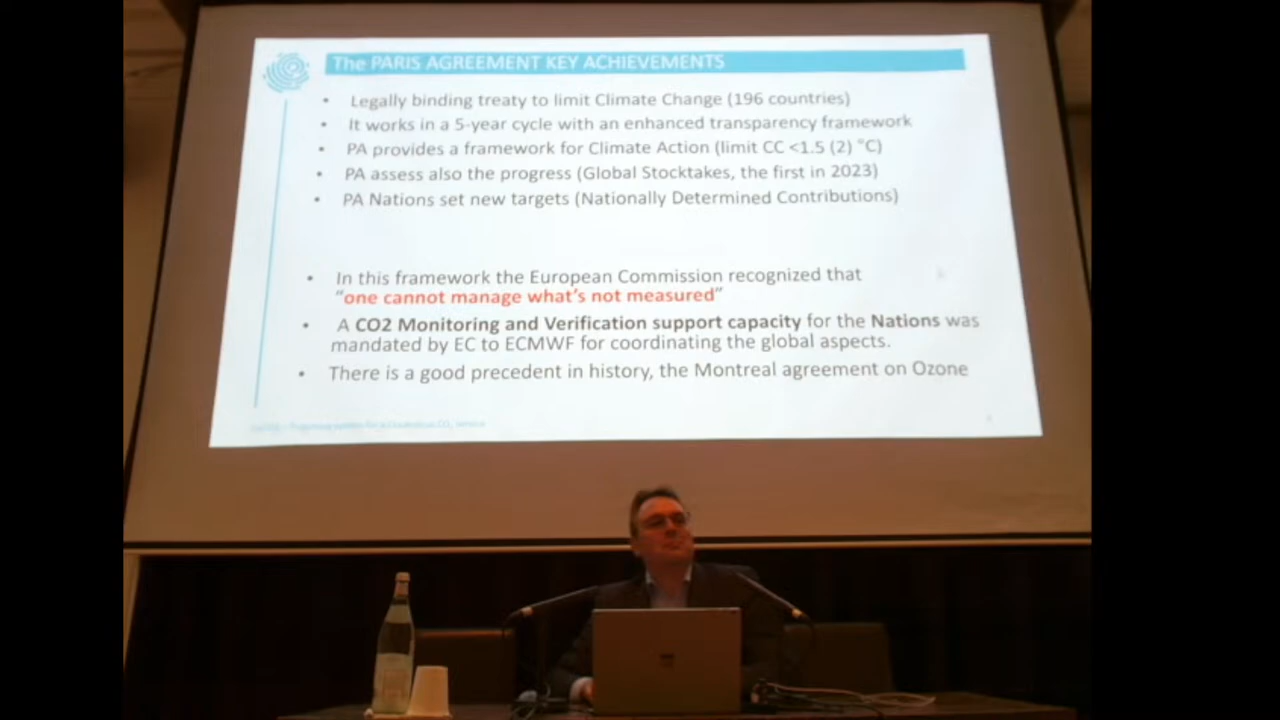 The PARIS AGREEMENT KEY ACHIEVEMENTS
• Legally binding treaty to limit Climate Change (196 countries)
• It works in a 5-year cycle with an enhanced transparency framework
• PA provides a framework for Climate Action (limit CC <1.5 (2) °C)
• PA assess also the progress (Global Stocktakes, the first in 2023)
• PA Nations set new targets (Nationally Determined Contributions)
• In this framework the European Commission recognized that
“one cannot manage what's not measured”
• A CO2 Monitoring and Verification support capacity for the Nations was
mandated by EC to ECMWF for coordinating the global aspects.
• There is a good precedent in history, the Montreal agreement on Ozone